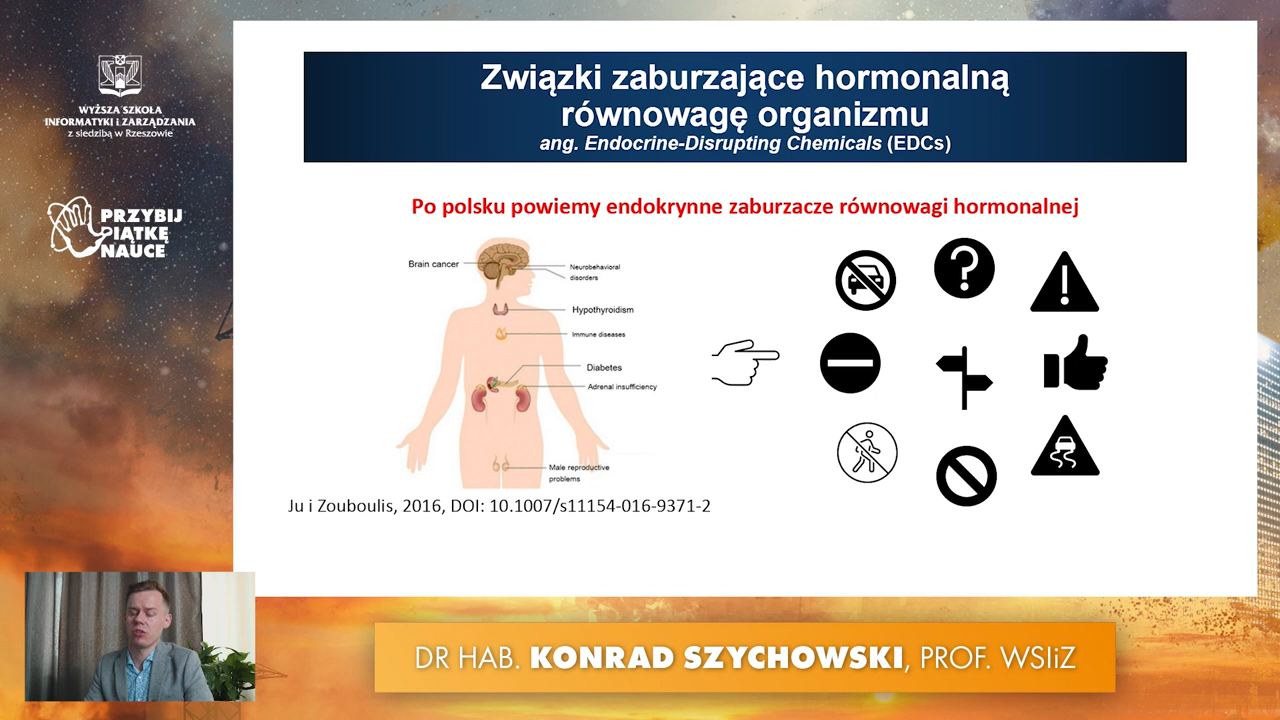 WYŻSZA SZKOŁA
INFORMATYKI i ZARZĄDZANIA
z siedzibą w Rzeszowie
PRZYBIJ
PIĄTKĘ
NAUCE
Związki zaburzające hormonalną
równowagę organizmu
ang. Endocrine-Disrupting Chemicals (EDCs)
Po polsku powiemy endokrynne zaburzacze równowagi hormonalnej
Brain cancer
Neurobehavioral
disorders
Hypothyroidism
Immune diseases
Diabetes
Adrenal insufficiency
Male reproductive
problems
Ju i Zouboulis, 2016, DOI: 10.1007/s11154-016-9371-2
DR HAB. KONRAD SZYCHOWSKI, PROF. WSIiZ